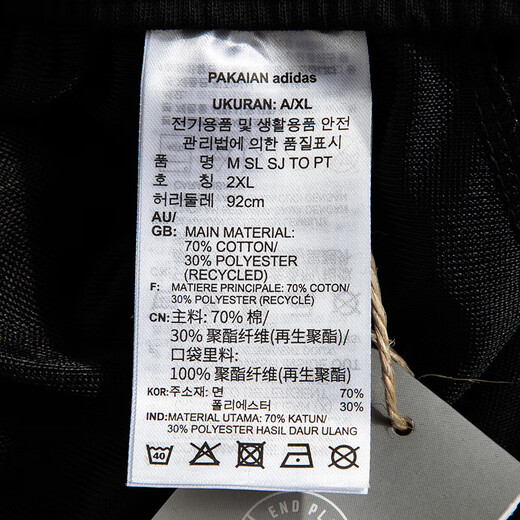 PAKAIAN adidas
UKURAN: A/XL
전기용품 및 생활용품 안전
관리법에 의한 품질표시
품 명 M SL SJ TO PT
호 칭 2XL
허리둘레 92cm
AU/
GB: MAIN MATERIAL:
70% COTTON/
30% POLYESTER
(RECYCLED)
F: MATIERE PRINCIPALE: 70% COTON/
30% POLYESTER (RECYCLÉ)
CN: 主料: 70% 棉/
30% 聚酯纤维(再生聚酯)/
口袋里料:
100% 聚酯纤维(再生聚酯)
KOR: 주소재: 면 70%
폴리에스터 30%
IND: MATERIAL UTAMA: 70% KATUN/
30% POLYESTER HASIL DAUR ULANG
40
END PL